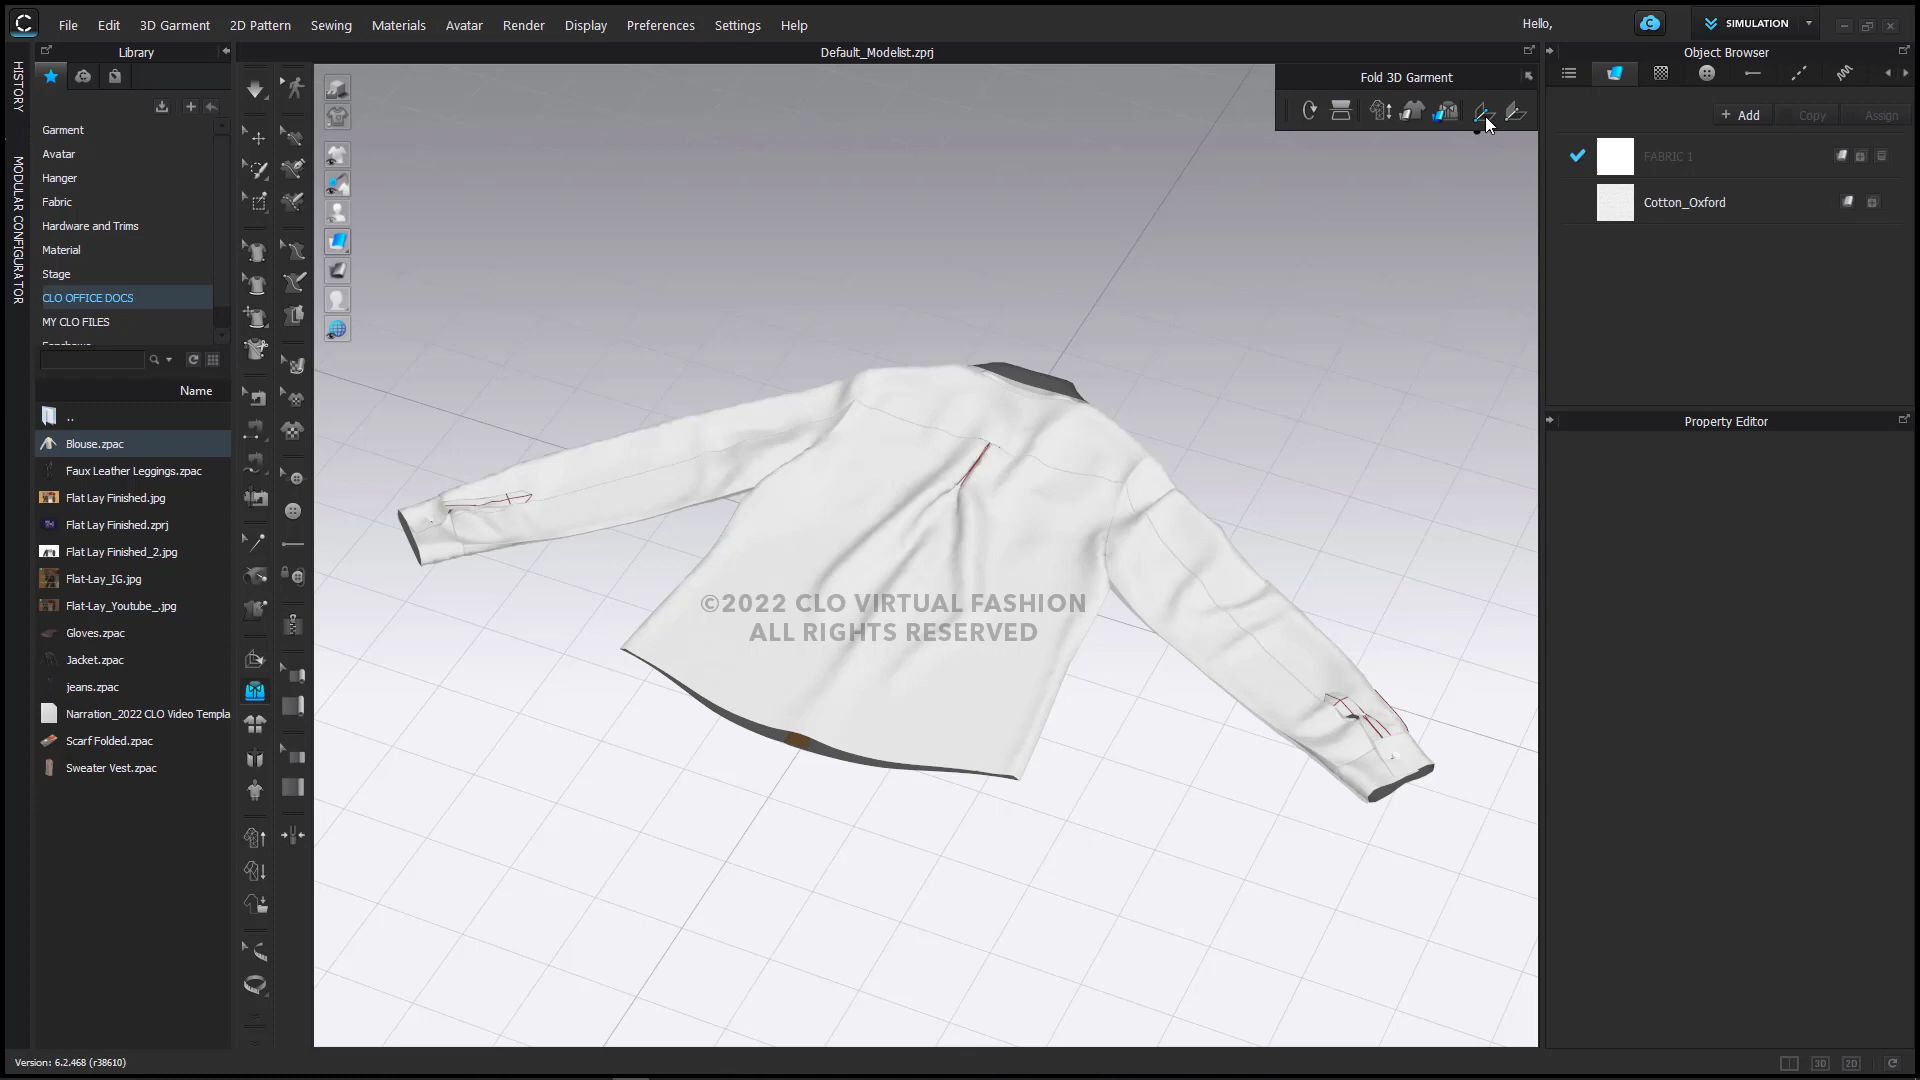 File Edit 3D Garment 2D Pattern Sewing Materials Avatar Render Display Preferences Settings Help
Hello,
SIMULATION
Library
Default_Modelist.zprj
Object Browser
HISTORY
MODULAR CONFIGURATOR
Fold 3D Garment
+ Add Copy Assign
FABRIC 1
Cotton_Oxford
Garment
Avatar
Hanger
Fabric
Hardware and Trims
Material
Stage
CLO OFFICE DOCS
MY CLO FILES
Name
..
Blouse.zpac
Faux Leather Leggings.zpac
Flat Lay Finished.jpg
Flat Lay Finished.zprj
Flat Lay Finished_2.jpg
Flat-Lay_IG.jpg
Flat-Lay_Youtube_.jpg
Gloves.zpac
Jacket.zpac
jeans.zpac
Narration_2022 CLO Video Templa
Scarf Folded.zpac
Sweater Vest.zpac
Property Editor
©2022 CLO VIRTUAL FASHION
ALL RIGHTS RESERVED
Version: 6.2.468 (r38610)
3D 2D